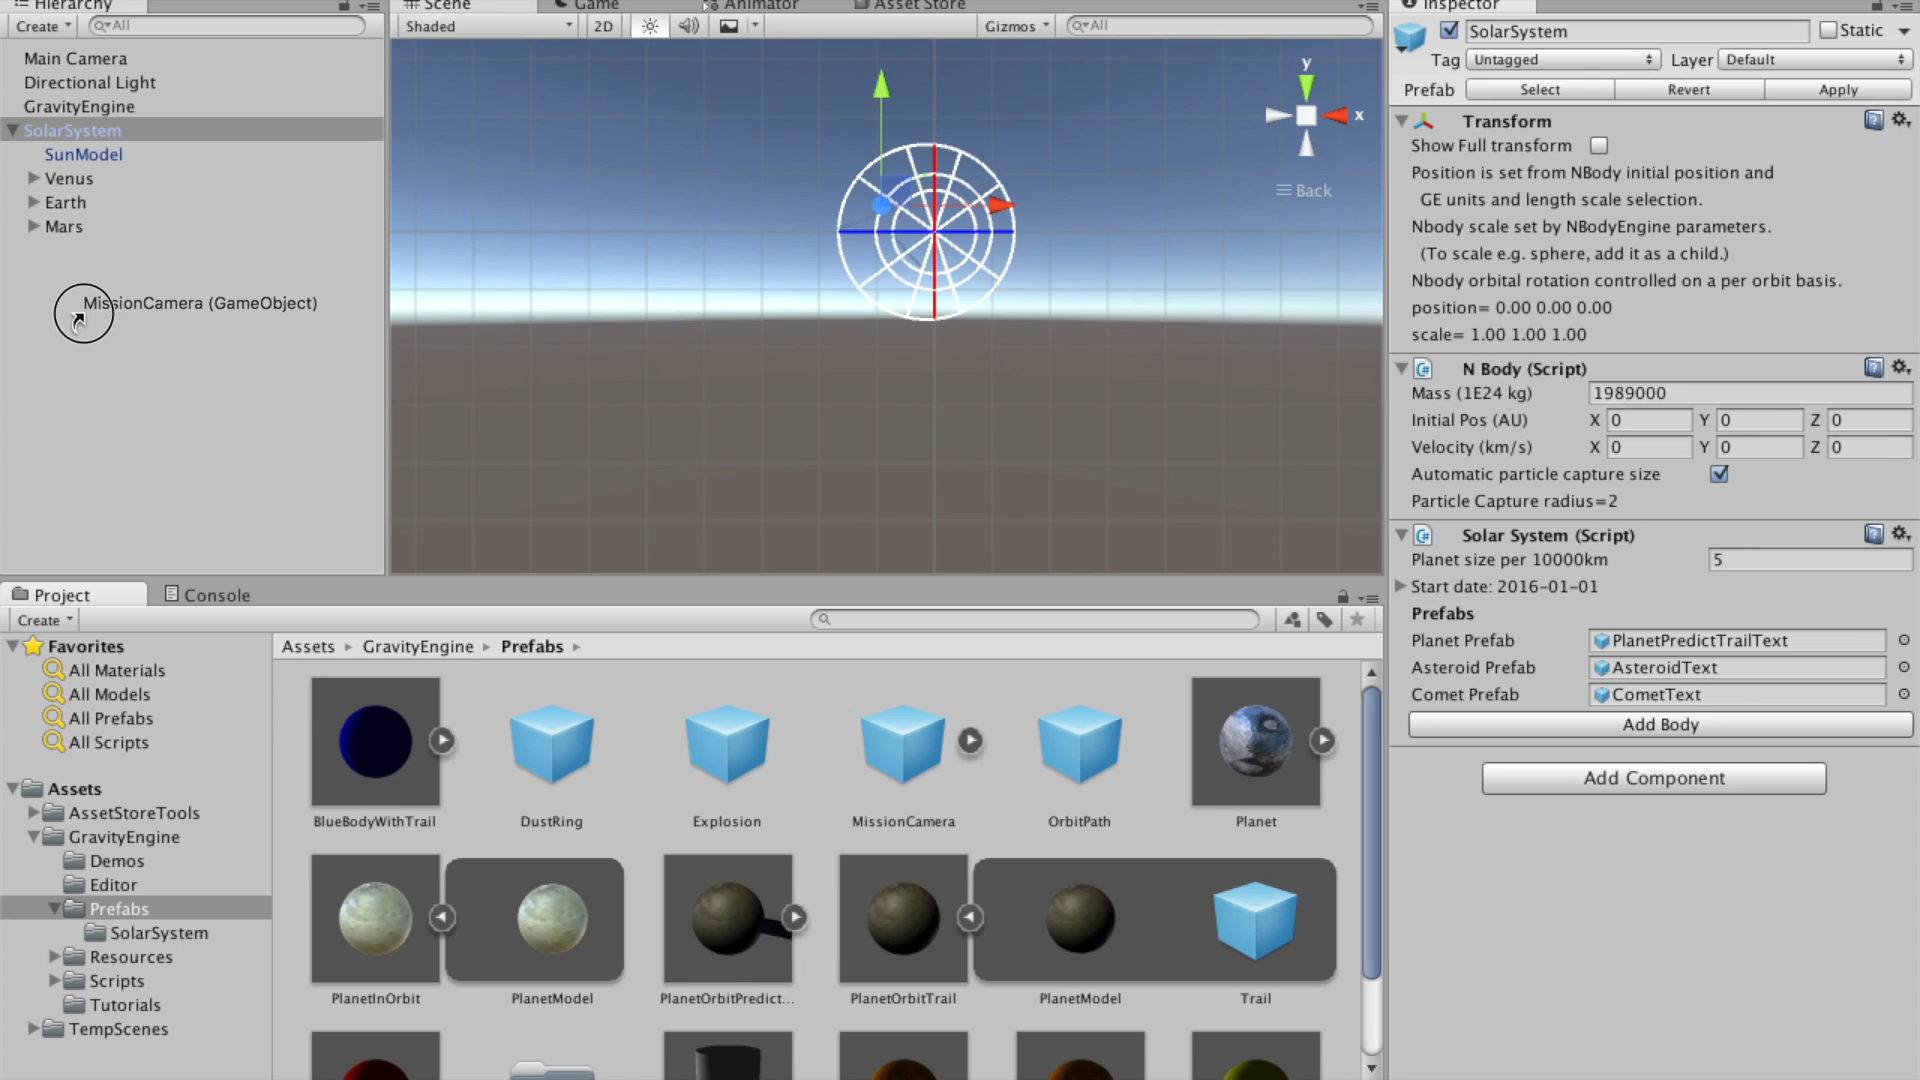 Hierarchy
Create
All
Main Camera
Directional Light
GravityEngine
SolarSystem
SunModel
Venus
Earth
Mars
MissionCamera (GameObject)
Scene
Game
Animator
Asset Store
Shaded
2D
Gizmos
All
y
x
Back
Inspector
SolarSystem
Static
Tag
Untagged
Layer
Default
Prefab
Select
Revert
Apply
Transform
Show Full transform
Position is set from NBody initial position and
GE units and length scale selection.
Nbody scale set by NBodyEngine parameters.
(To scale e.g. sphere, add it as a child.)
Nbody orbital rotation controlled on a per orbit basis.
position= 0.00 0.00 0.00
scale= 1.00 1.00 1.00
N Body (Script)
Mass (1E24 kg) 1989000
Initial Pos (AU) X 0 Y 0 Z 0
Velocity (km/s) X 0 Y 0 Z 0
Automatic particle capture size
Particle Capture radius=2
Solar System (Script)
Planet size per 10000km 5
Start date: 2016-01-01
Prefabs
Planet Prefab PlanetPredictTrailText
Asteroid Prefab AsteroidText
Comet Prefab CometText
Add Body
Add Component
Project
Console
Create
Favorites
All Materials
All Models
All Prefabs
All Scripts
Assets
AssetStoreTools
GravityEngine
Demos
Editor
Prefabs
SolarSystem
Resources
Scripts
Tutorials
TempScenes
Assets GravityEngine Prefabs
BlueBodyWithTrail
DustRing
Explosion
MissionCamera
OrbitPath
Planet
PlanetInOrbit
PlanetModel
PlanetOrbitPredict...
PlanetOrbitTrail
PlanetModel
Trail